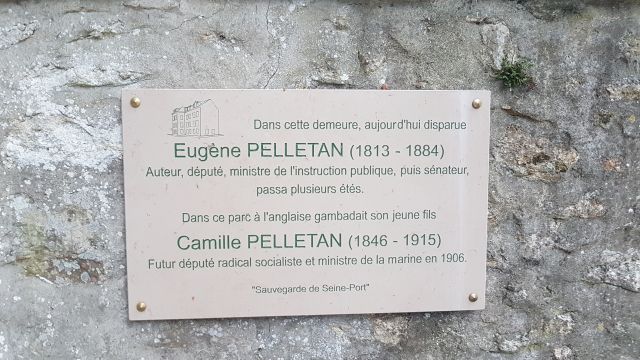 Dans cette demeure, aujourd'hui disparue
Eugène PELLETAN (1813 - 1884)
Auteur, député, ministre de l'instruction publique, puis sénateur,
passa plusieurs étés.
Dans ce parc à l'anglaise gambadait son jeune fils
Camille PELLETAN (1846 - 1915)
Futur député radical socialiste et ministre de la marine en 1906.
"Sauvegarde de Seine-Port"